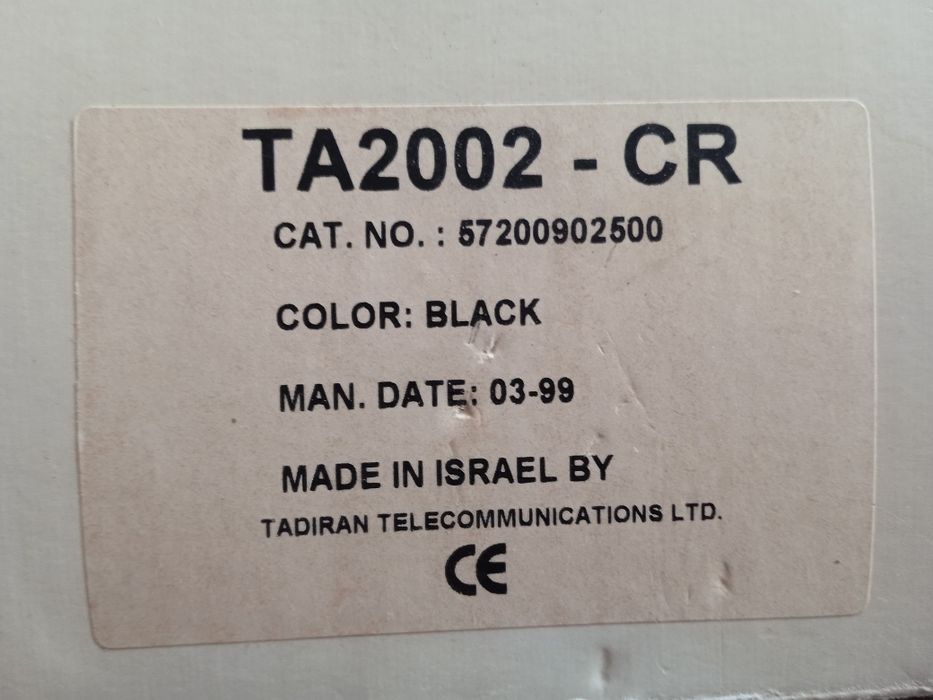 TA2002 - CR
CAT. NO. : 57200902500
COLOR: BLACK
MAN. DATE: 03-99
MADE IN ISRAEL BY
TADIRAN TELECOMMUNICATIONS LTD.
CE